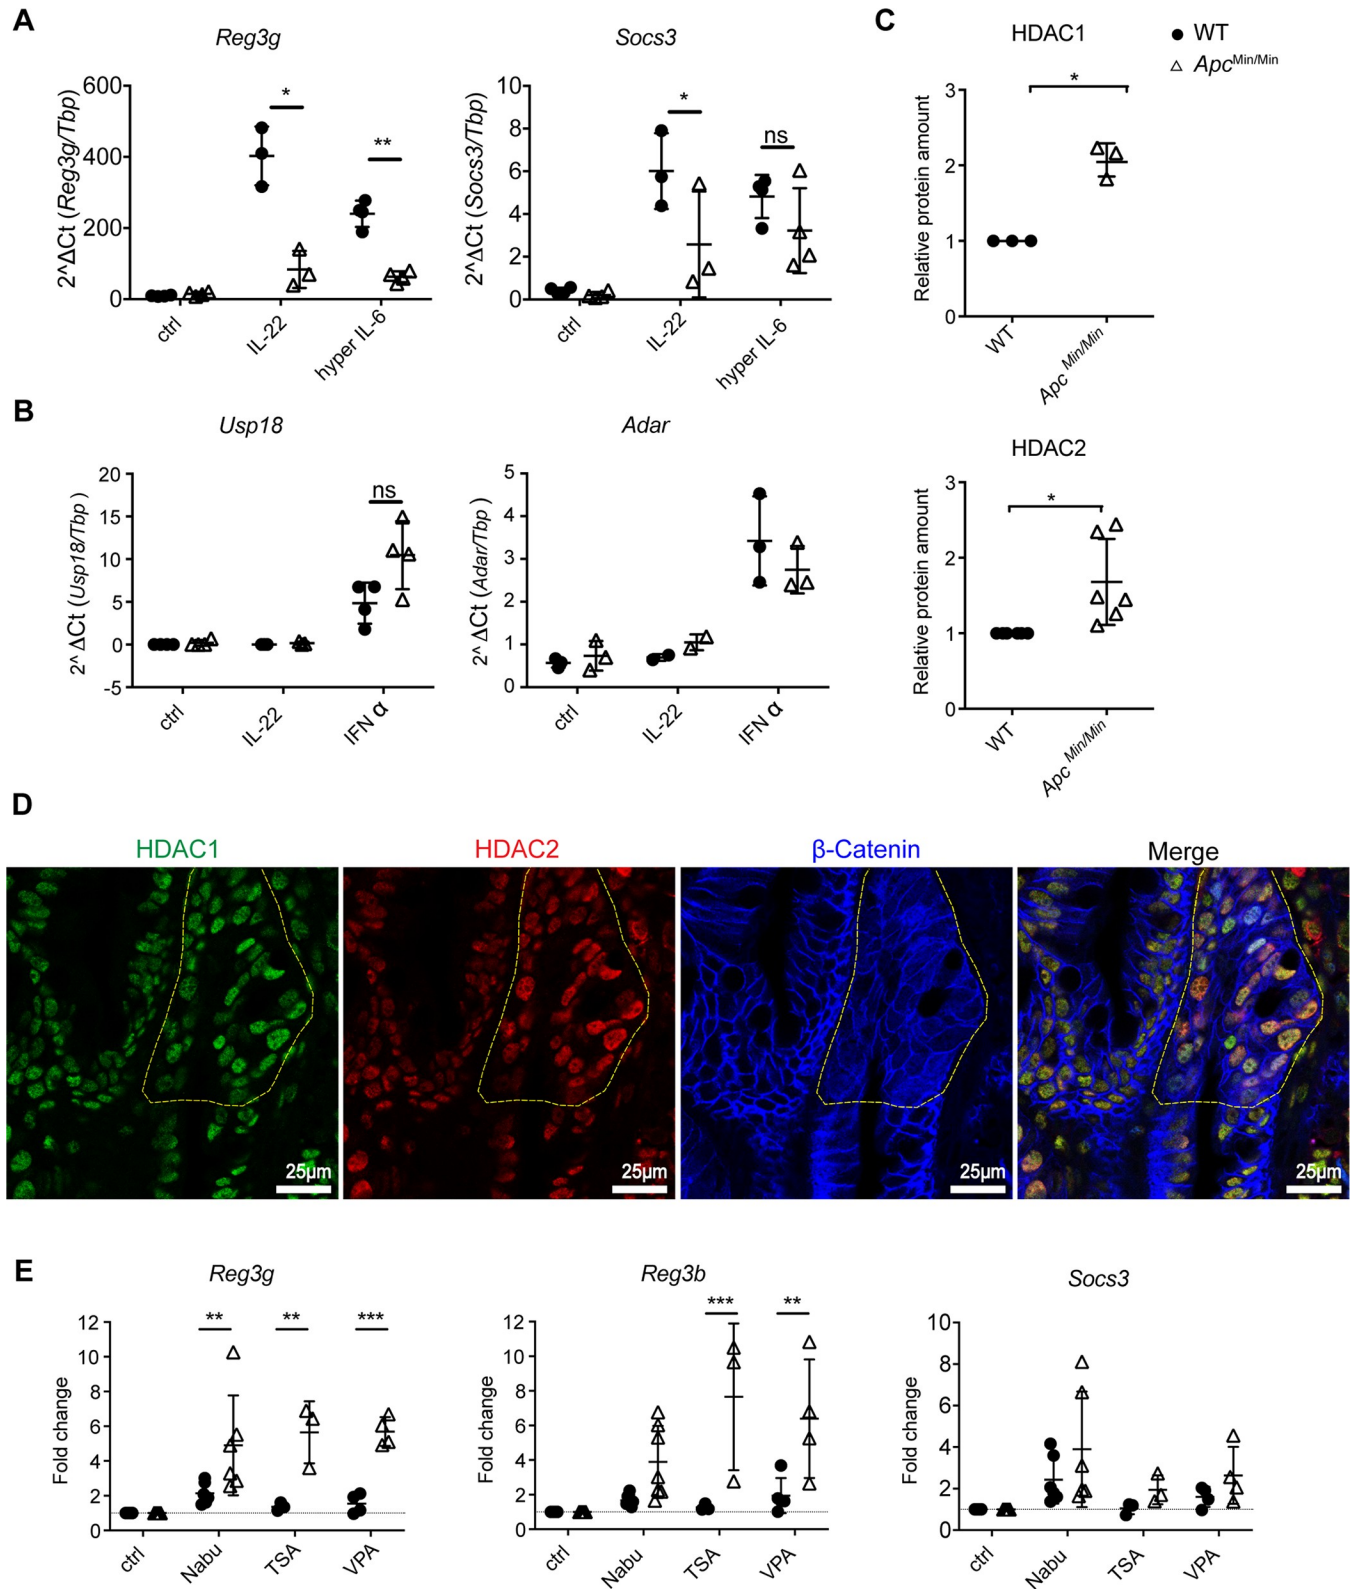 A
Reg3g
2^ΔΔCt (Reg3g/Tbp)
600
400
200
0
*
**
ctrl
IL-22
hyper IL-6
Socs3
2^ΔΔCt (Socs3/Tbp)
10
8
6
4
2
0
*
ns
ctrl
IL-22
hyper IL-6
C
HDAC1
WT
Apc Min/Min
Relative protein amount
3
2
1
0
*
WT
Apc Min/Min
B
Usp18
2^ ΔΔCt (Usp18/Tbp )
20
15
10
5
0
-5
ns
ctrl
IL-22
IFN α
Adar
2^ ΔΔCt (Adar/Tbp )
5
4
3
2
1
0
ctrl
IL-22
IFN α
HDAC2
Relative protein amount
3
2
1
0
*
WT
Apc Min/Min
D
HDAC1
HDAC2
β-Catenin
Merge
25µm
25µm
25µm
25µm
E
Reg3g
Fold change
12
10
8
6
4
2
0
**
**
***
ctrl
Nabu
TSA
VPA
Reg3b
Fold change
12
10
8
6
4
2
0
***
**
ctrl
Nabu
TSA
VPA
Socs3
Fold change
10
8
6
4
2
0
ctrl
Nabu
TSA
VPA